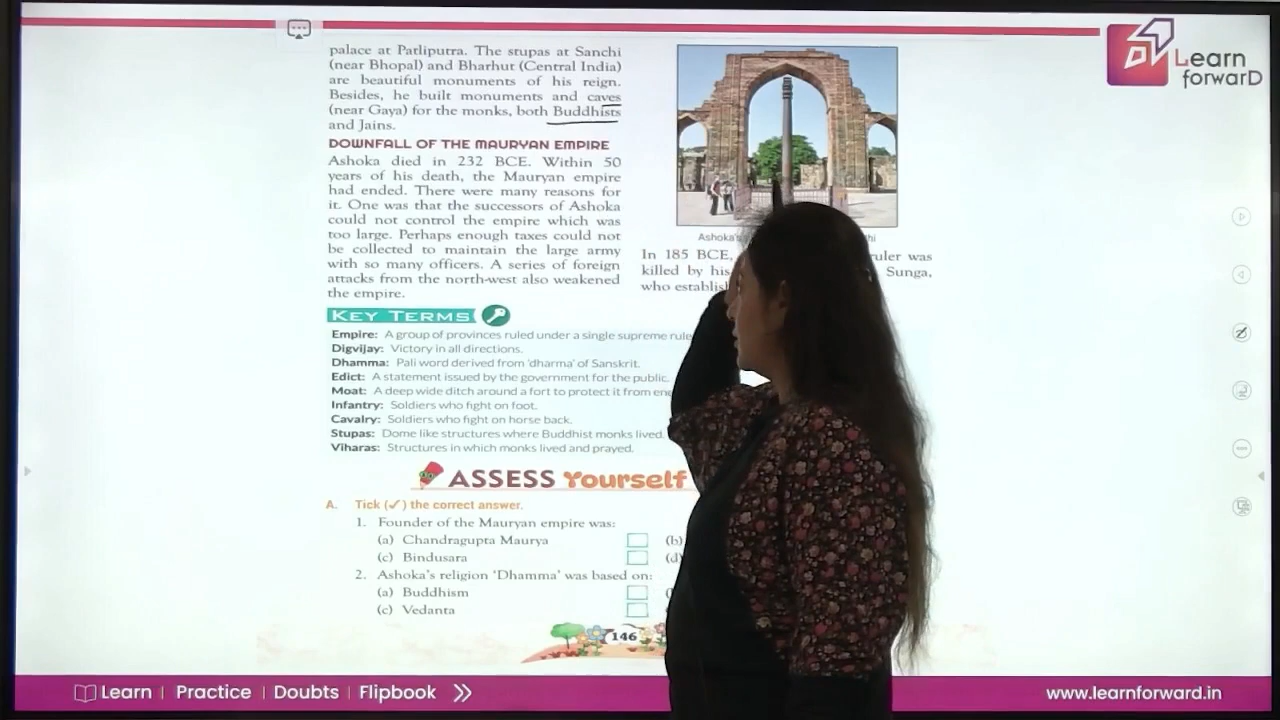 Learn
forwarD
palace at Patliputra. The stupas at Sanchi
(near Bhopal) and Bharhut (Central India)
are beautiful monuments of his reign.
Besides, he built monuments and caves
(near Gaya) for the monks, both Buddhists
and Jains.
DOWNFALL OF THE MAURYAN EMPIRE
Ashoka died in 232 BCE. Within 50
years of his death, the Mauryan empire
had ended. There were many reasons for
it. One was that the successors of Ashoka
could not control the empire which was
too large. Perhaps enough taxes could not
be collected to maintain the large army
with so many officers. A series of foreign
attacks from the north-west also weakened
the empire.
In 185 BCE, ruler was
killed by his Sunga,
who
KEY TERMS
Empire: A group of provinces ruled under a single supreme
Digvijay: Victory in all directions.
Dhamma: Pali word derived from 'dharma' of Sanskrit.
Edict: A statement issued by the government for the public.
Moat: A deep wide ditch around a fort to protect it from
Infantry: Soldiers who fight on foot.
Cavalry: Soldiers who fight on horse back.
Stupas: Dome like structures where Buddhist monks lived.
Viharas: Structures in which monks lived and prayed.
ASSESS Yourself
A. Tick (✓) the correct answer.
1. Founder of the Mauryan empire was:
(a) Chandragupta Maurya (b)
(c) Bindusara (d)
2. Ashoka's religion 'Dhamma' was based on:
(a) Buddhism
(c) Vedanta
146
Learn | Practice | Doubts | Flipbook
www.learnforward.in